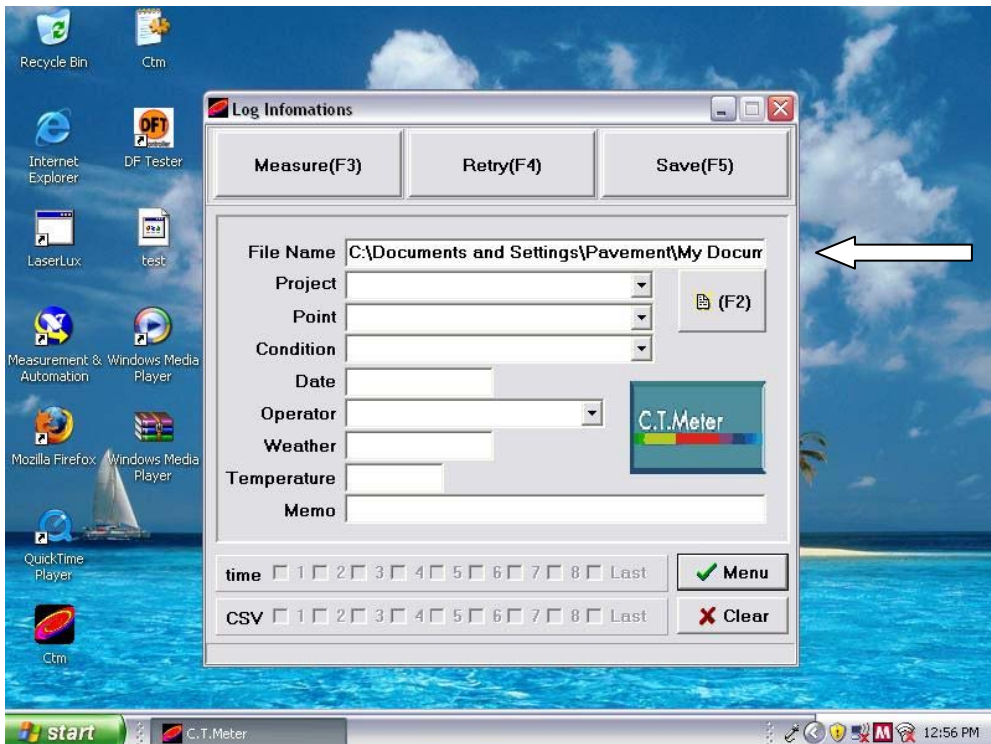 Recycle Bin
Ctm
Internet
Explorer
DFT
Controller
DF Tester
LaserLux
test
Measurement &
Automation
Windows Media
Player
Mozilla Firefox
Windows Media
Player
QuickTime
Player
Ctm
Log Infomations
Measure(F3)
Retry(F4)
Save(F5)
File Name C:\Documents and Settings\Pavement\My Docum
Project
(F2)
Point
Condition
Date
Operator
C.T.Meter
Weather
Temperature
Memo
time 1 2 3 4 5 6 7 8 Last
Menu
CSV 1 2 3 4 5 6 7 8 Last
Clear
start
C.T.Meter
12:56 PM